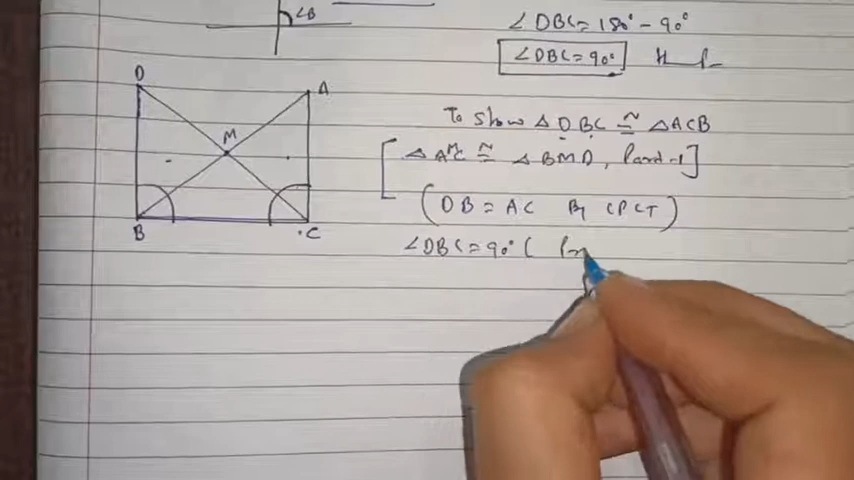 ∠B
∠DBC = 180° - 90°
∠DBC = 90°
D
A
M
B
C
To show △DBC ≅ △ACB
[ △AMC ≅ △BMD, Part-1 ]
( DB = AC By CPCT )
∠DBC = 90° (